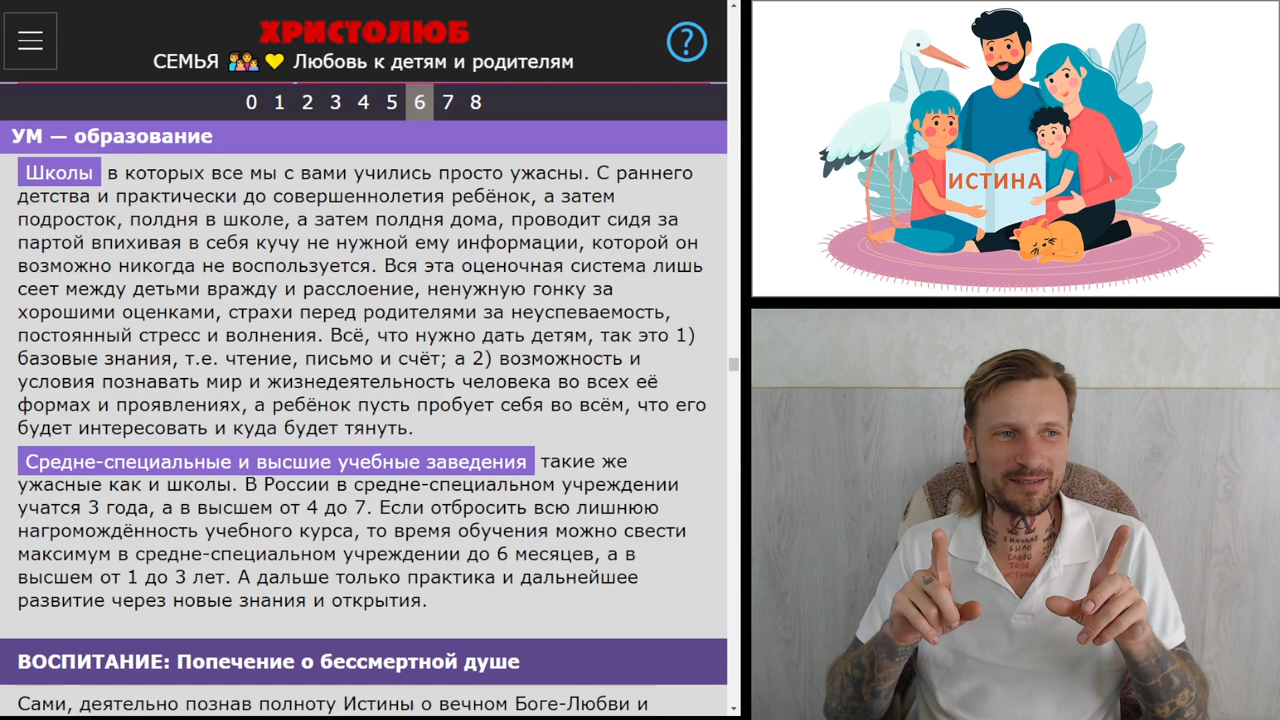 ХРИСТОЛЮБ
СЕМЬЯ 👨‍👩‍👧‍👦 💛 Любовь к детям и родителям
0 1 2 3 4 5 6 7 8
УМ — образование
Школы в которых все мы с вами учились просто ужасны. С раннего
детства и практически до совершеннолетия ребёнок, а затем
подросток, полдня в школе, а затем полдня дома, проводит сидя за
партой впихивая в себя кучу не нужной ему информации, которой он
возможно никогда не воспользуется. Вся эта оценочная система лишь
сеет между детьми вражду и расслоение, ненужную гонку за
хорошими оценками, страхи перед родителями за неуспеваемость,
постоянный стресс и волнения. Всё, что нужно дать детям, так это 1)
базовые знания, т.е. чтение, письмо и счёт; а 2) возможность и
условия познавать мир и жизнедеятельность человека во всех её
формах и проявлениях, а ребёнок пусть пробует себя во всём, что его
будет интересовать и куда будет тянуть.
Средне-специальные и высшие учебные заведения такие же
ужасные как и школы. В России в средне-специальном учреждении
учатся 3 года, а в высшем от 4 до 7. Если отбросить всю лишнюю
нагромождённость учебного курса, то время обучения можно свести
максимум в средне-специальном учреждении до 6 месяцев, а в
высшем от 1 до 3 лет. А дальше только практика и дальнейшее
развитие через новые знания и открытия.
ВОСПИТАНИЕ: Попечение о бессмертной душе
Сами, деятельно познав полноту Истины о вечном Боге-Любви и
ИСТИНА
В НАЧАЛЕ
БЫЛО
СЛОВО
ТВОЕ
ИСТИНА